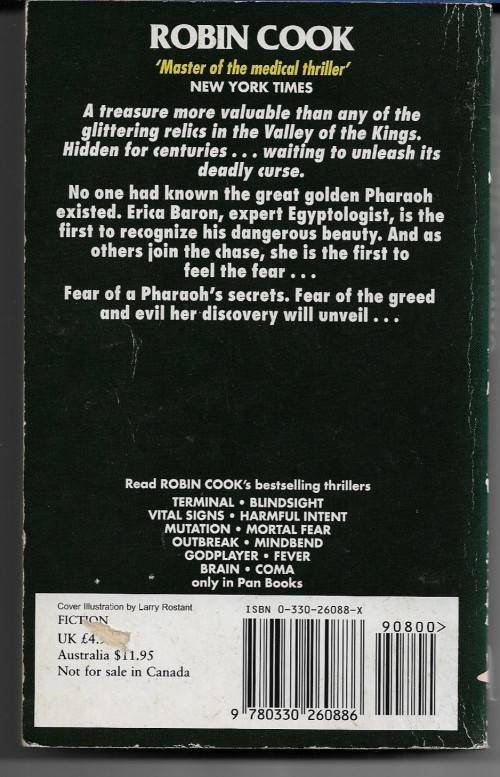 ROBIN COOK
'Master of the medical thriller'
NEW YORK TIMES
A treasure more valuable than any of the
glittering relics in the Valley of the Kings.
Hidden for centuries . . . waiting to unleash its
deadly curse.
No one had known the great golden Pharaoh
existed. Erica Baron, expert Egyptologist, is the
first to recognize his dangerous beauty. And as
others join the chase, she is the first to
feel the fear . . .
Fear of a Pharaoh's secrets. Fear of the greed
and evil her discovery will unveil . . .
Read ROBIN COOK's bestselling thrillers
TERMINAL • BLINDSIGHT
VITAL SIGNS • HARMFUL INTENT
MUTATION • MORTAL FEAR
OUTBREAK • MINDBEND
GODPLAYER • FEVER
BRAIN • COMA
only in Pan Books
Cover Illustration by Larry Rostant
FICTION
UK
Australia $11.95
Not for sale in Canada
ISBN 0-330-26088-X
90800>
9 780330 260886